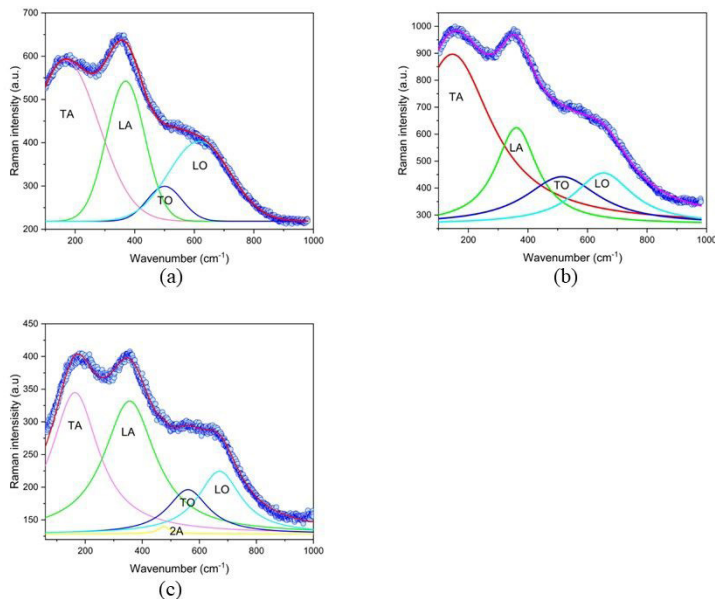 700
600
500
400
300
200
Raman intensity (a.u.)
TA
LA
TO
LO
200 400 600 800 1000
Wavenumber (cm-1)
(a)
1000
900
800
700
600
500
400
300
Raman intensity (a.u.)
TA
LA
TO
LO
200 400 600 800 1000
Wavenumber (cm-1)
(b)
450
400
350
300
250
200
150
Raman intensisity (a.u)
TA
LA
TO
LO
2A
200 400 600 800 1000
Wavenumber (cm-1)
(c)